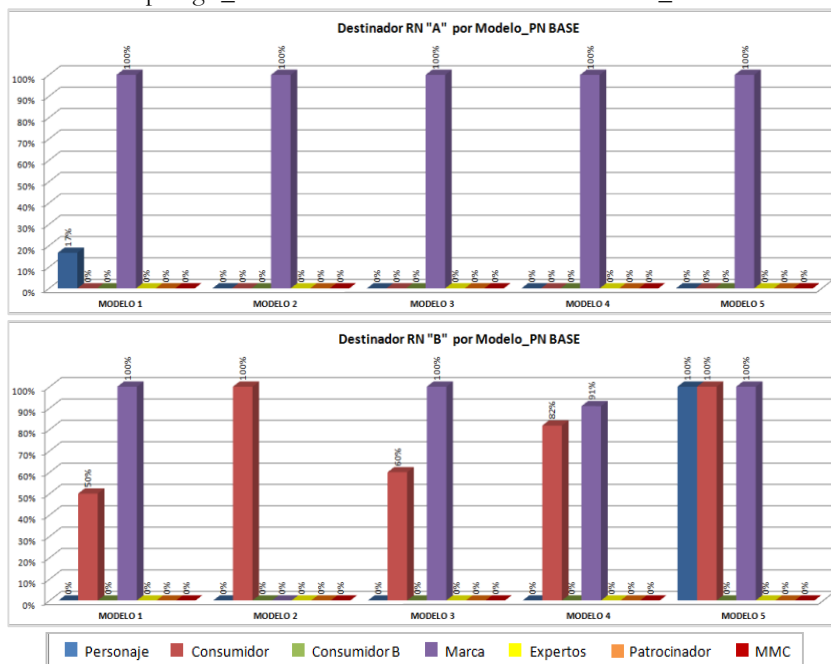 Destinador RN "A" por Modelo_PN BASE
100% 100% 100% 100% 100%
100%
90%
80%
70%
60%
50%
40%
30%
20%
10%
0%
17% 0% 0% 0% 0% 0% 0% 0% 0% 0% 0% 0% 0% 0% 0% 0% 0% 0% 0% 0% 0% 0% 0% 0% 0% 0% 0% 0% 0% 0%
MODELO 1 MODELO 2 MODELO 3 MODELO 4 MODELO 5
Destinador RN "B" por Modelo_PN BASE
100% 100% 100% 91% 100% 100% 100%
82%
60%
50%
100%
90%
80%
70%
60%
50%
40%
30%
20%
10%
0%
0% 0% 0% 0% 0% 0% 0% 0% 0% 0% 0% 0% 0% 0% 0% 0% 0% 0% 0% 0% 0% 0% 0% 0% 0%
MODELO 1 MODELO 2 MODELO 3 MODELO 4 MODELO 5
Personaje Consumidor Consumidor B Marca Expertos Patrocinador MMC